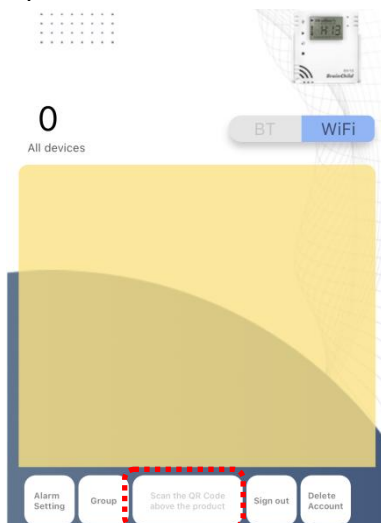 BrainChild
0
All devices
BT
WiFi
Alarm
Setting
Group
Scan the QR Code
above the product
Sign out
Delete
Account